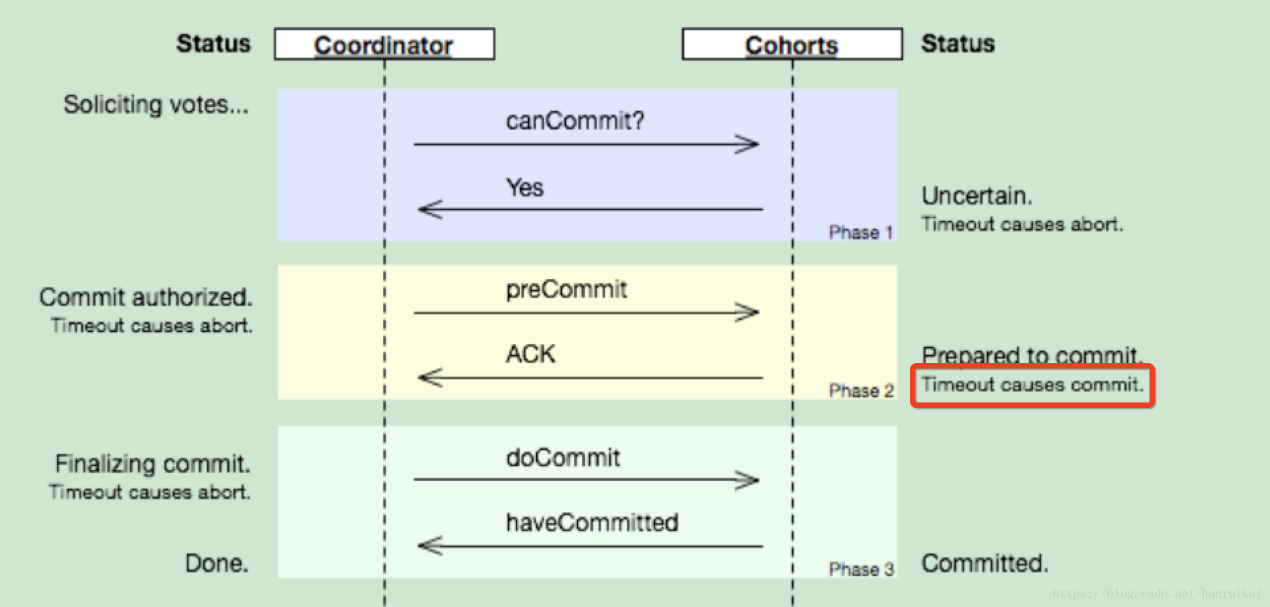 Status Coordinator Cohorts Status
Soliciting votes...
canCommit?
Yes
Uncertain.
Timeout causes abort.
Phase 1
preCommit
Commit authorized.
Timeout causes abort.
ACK
Prepared to commit.
Timeout causes commit.
Phase 2
doCommit
Finalizing commit.
Timeout causes abort.
haveCommitted
Done.
Committed.
Phase 3
https://blog.csdn.net/hanruikai